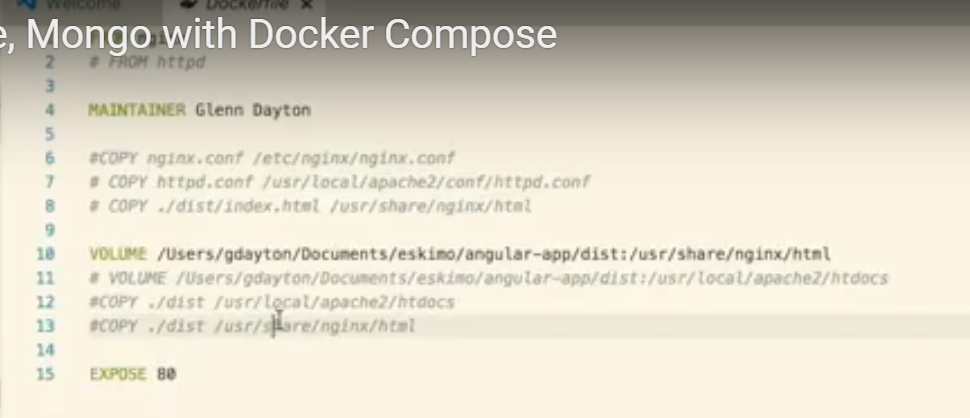 Welcome Dockerfile ×
e, Mongo with Docker Compose
2 # FROM httpd
3
4 MAINTAINER Glenn Dayton
5
6 #COPY nginx.conf /etc/nginx/nginx.conf
7 # COPY httpd.conf /usr/local/apache2/conf/httpd.conf
8 # COPY ./dist/index.html /usr/share/nginx/html
9
10 VOLUME /Users/gdayton/Documents/eskimo/angular-app/dist:/usr/share/nginx/html
11 # VOLUME /Users/gdayton/Documents/eskimo/angular-app/dist:/usr/local/apache2/htdocs
12 #COPY ./dist /usr/local/apache2/htdocs
13 #COPY ./dist /usr/share/nginx/html
14
15 EXPOSE 80